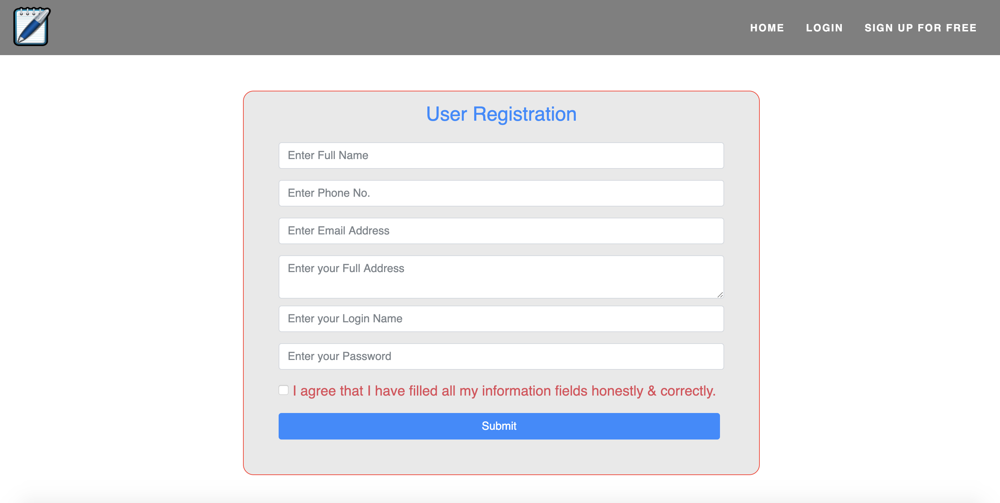 HOME LOGIN SIGN UP FOR FREE
User Registration
Enter Full Name
Enter Phone No.
Enter Email Address
Enter your Full Address
Enter your Login Name
Enter your Password
I agree that I have filled all my information fields honestly & correctly.
Submit